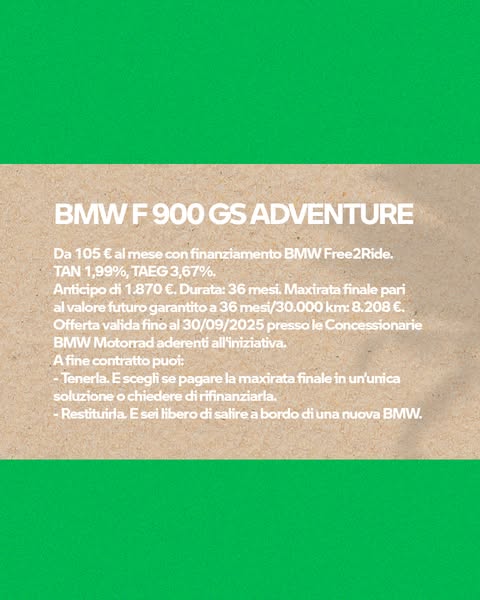 BMW F 900 GS ADVENTURE
Da 105 € al mese con finanziamento BMW Free2Ride.
TAN 1,99%, TAEG 3,67%.
Anticipo di 1.870 €. Durata: 36 mesi. Maxirata finale pari
al valore futuro garantito a 36 mesi/30.000 km: 8.208 €.
Offerta valida fino al 30/09/2025 presso le Concessionarie
BMW Motorrad aderenti all'iniziativa.
A fine contratto puoi:
- Tenerla. E scegli se pagare la maxirata finale in un'unica
soluzione o chiedere di rifinanziarla.
- Restituirla. E sei libero di salire a bordo di una nuova BMW.